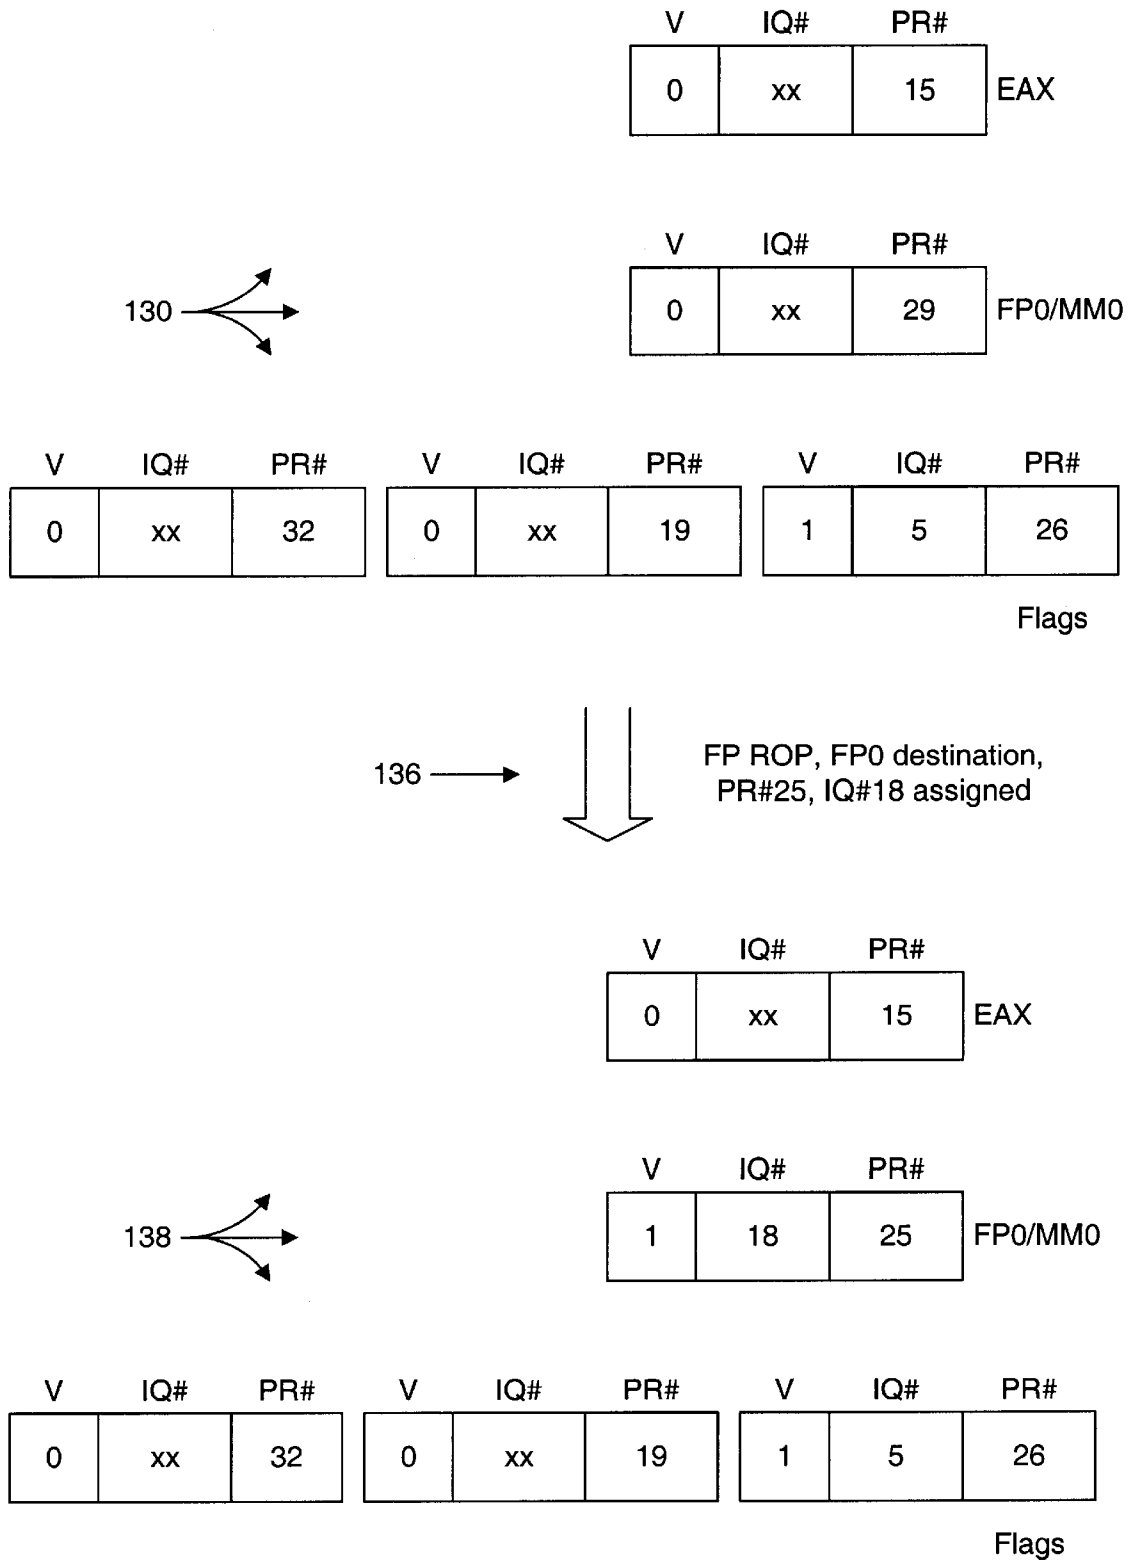 V IQ# PR#
0 xx 15 EAX
V IQ# PR#
130 0 xx 29 FP0/MM0
V IQ# PR# V IQ# PR# V IQ# PR#
0 xx 32 0 xx 19 1 5 26
Flags
136 FP ROP, FP0 destination,
PR#25, IQ#18 assigned
V IQ# PR#
0 xx 15 EAX
V IQ# PR#
138 1 18 25 FP0/MM0
V IQ# PR# V IQ# PR# V IQ# PR#
0 xx 32 0 xx 19 1 5 26
Flags